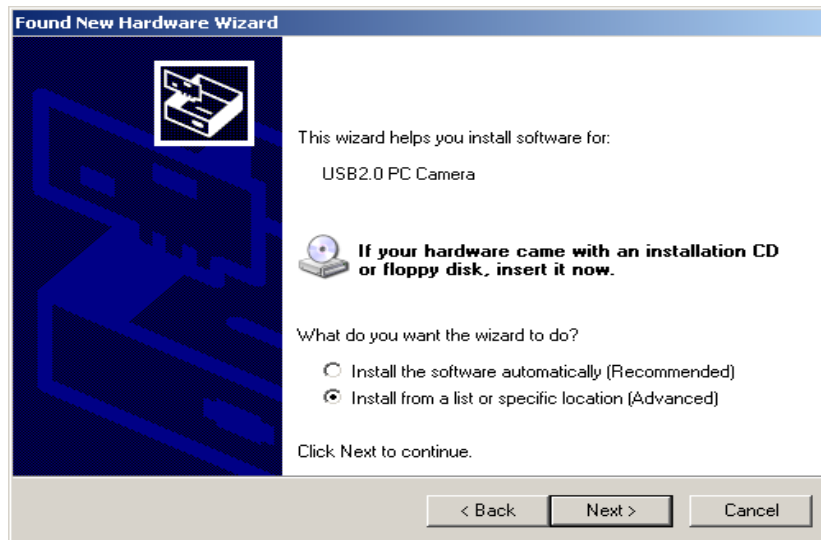 Found New Hardware Wizard
This wizard helps you install software for:
USB2.0 PC Camera
If your hardware came with an installation CD
or floppy disk, insert it now.
What do you want the wizard to do?
Install the software automatically (Recommended)
Install from a list or specific location (Advanced)
Click Next to continue.
< Back Next > Cancel